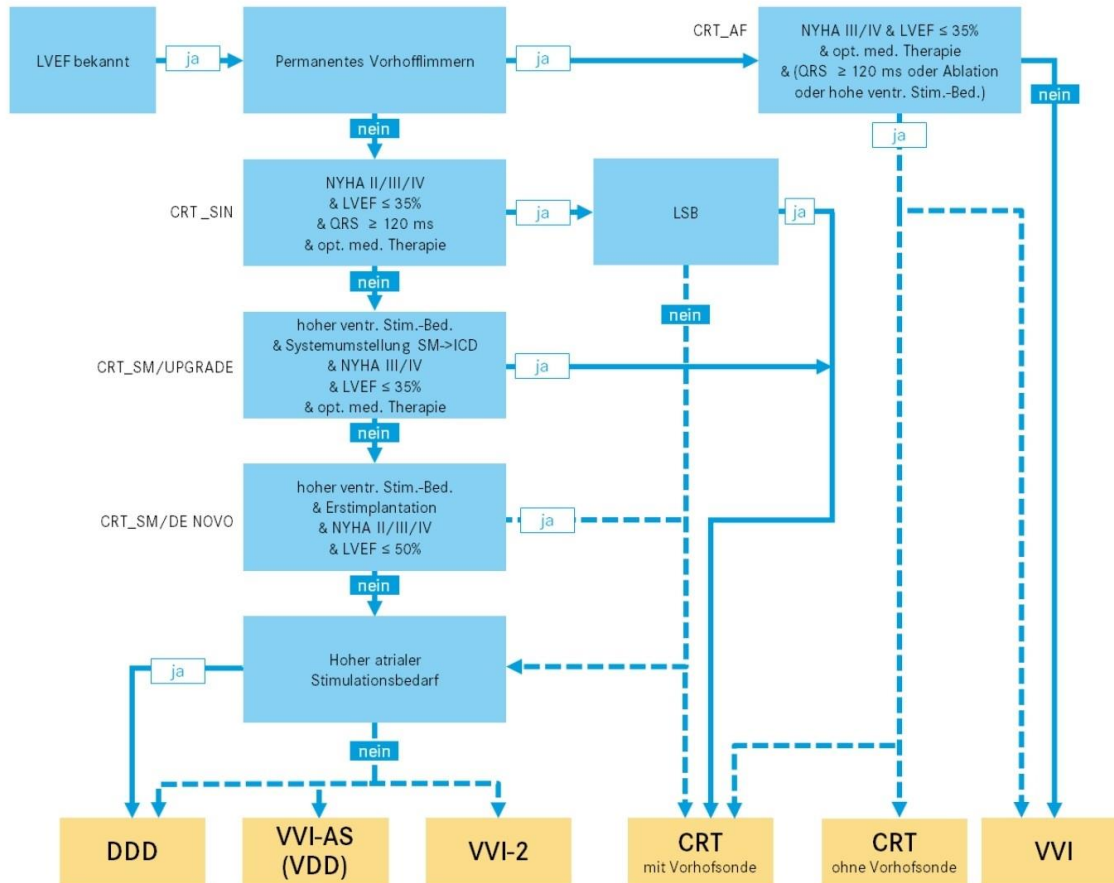 LVEF bekannt
ja
Permanentes Vorhofflimmern
ja
CRT_AF
NYHA III/IV & LVEF ≤ 35%
& opt. med. Therapie
& (QRS ≥ 120 ms oder Ablation
oder hohe ventr. Stim.-Bed.)
nein
ja
nein
CRT_SIN
NYHA II/III/IV
& LVEF ≤ 35%
& QRS ≥ 120 ms
& opt. med. Therapie
ja
LSB
ja
nein
nein
CRT_SM/UPGRADE
hoher ventr. Stim.-Bed.
& Systemumstellung SM->ICD
& NYHA III/IV
& LVEF ≤ 35%
& opt. med. Therapie
ja
nein
CRT_SM/DE NOVO
hoher ventr. Stim.-Bed.
& Erstimplantation
& NYHA II/III/IV
& LVEF ≤ 50%
ja
nein
Hoher atrialer
Stimulationsbedarf
ja
nein
DDD
VVI-AS
(VDD)
VVI-2
CRT
mit Vorhofsonde
CRT
ohne Vorhofsonde
VVI